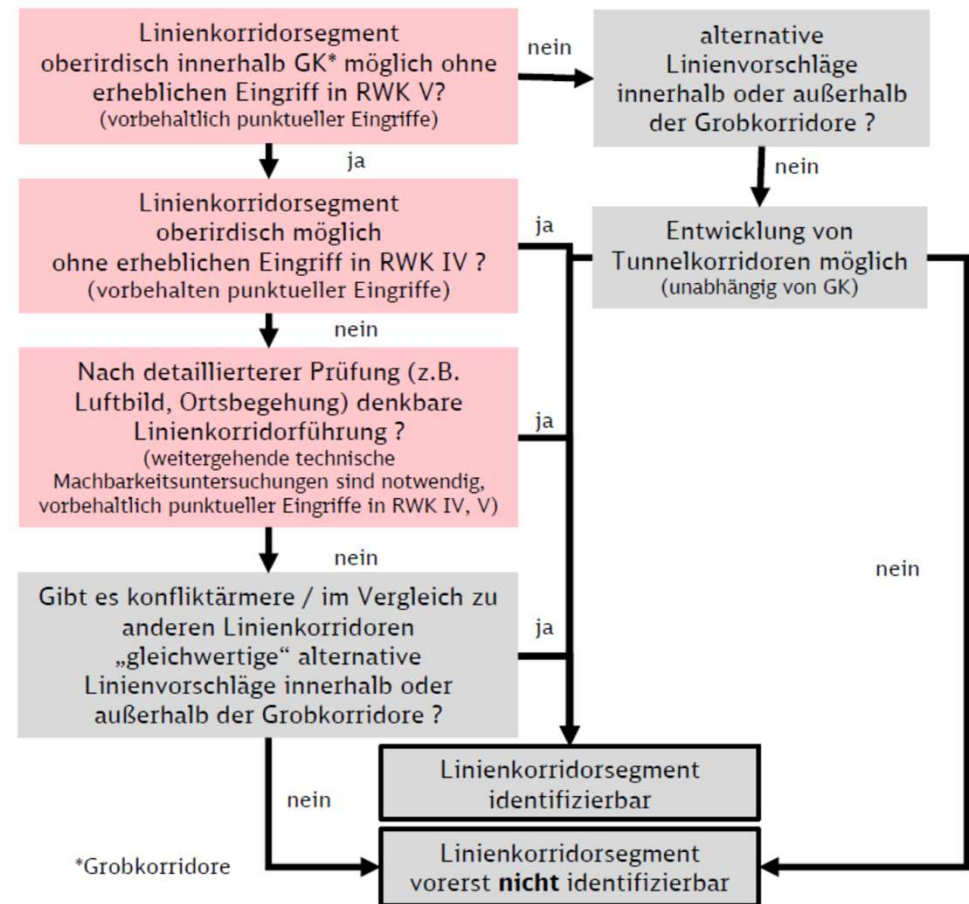 Linienkorridorsegment
oberirdisch innerhalb GK* möglich ohne
erheblichen Eingriff in RWK V?
(vorbehaltlich punktueller Eingriffe)
nein
alternative
Linienvorschläge
innerhalb oder außerhalb
der Grobkorridore ?
ja
nein
Linienkorridorsegment
oberirdisch möglich
ohne erheblichen Eingriff in RWK IV ?
(vorbehalten punktueller Eingriffe)
ja
Entwicklung von
Tunnelkorridoren möglich
(unabhängig von GK)
nein
Nach detaillierterer Prüfung (z.B.
Luftbild, Ortsbegehung) denkbare
Linienkorridorführung ?
(weitergehende technische
Machbarkeitsuntersuchungen sind notwendig,
vorbehaltlich punktueller Eingriffe in RWK IV, V)
ja
nein
nein
Gibt es konfliktärmere / im Vergleich zu
anderen Linienkorridoren
„gleichwertige“ alternative
Linienvorschläge innerhalb oder
außerhalb der Grobkorridore ?
ja
nein
Linienkorridorsegment
identifizierbar
*Grobkorridore
Linienkorridorsegment
vorerst nicht identifizierbar